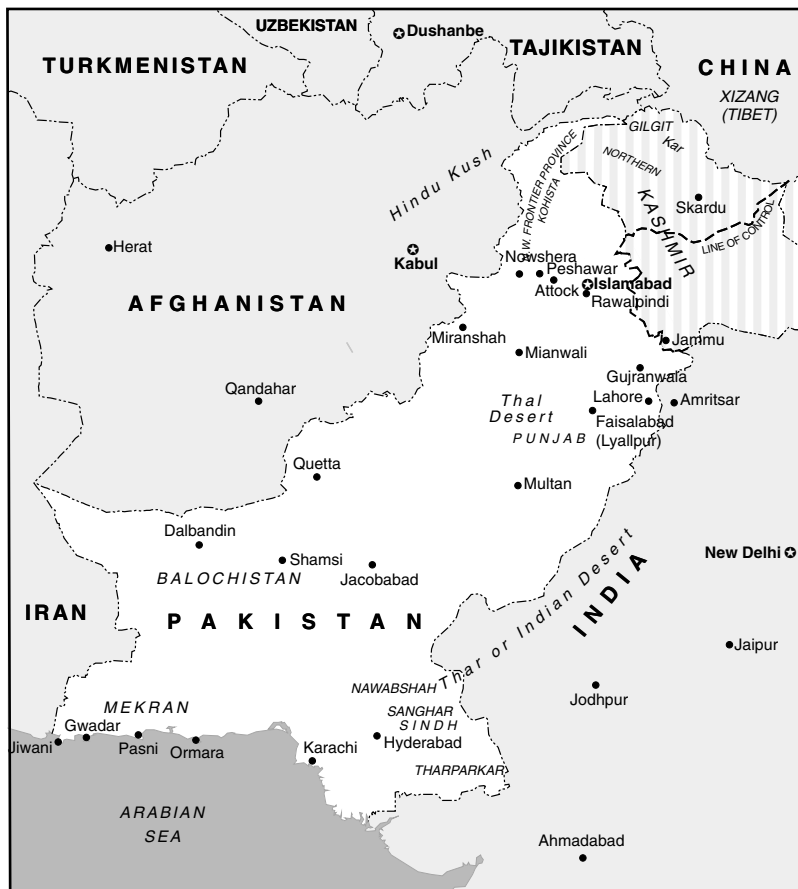 UZBEKISTAN
Dushanbe
TAJIKISTAN
TURKMENISTAN
CHINA
XIZANG
(TIBET)
GILGIT
Kar
NORTHERN
Hindu Kush
N.W. FRONTIER PROVINCE
KOHISTA
KASHMIR
Skardu
LINE OF CONTROL
Herat
Kabul
Nowshera
Peshawar
Islamabad
Attock
Rawalpindi
AFGHANISTAN
Miranshah
Mianwali
Jammu
Gujranwala
Qandahar
Thal
Desert
Lahore
Amritsar
Faisalabad
(Lyallpur)
PUNJAB
Quetta
Multan
Dalbandin
Shamsi
Jacobabad
BALOCHISTAN
New Delhi
Thar or Indian Desert
INDIA
IRAN
PAKISTAN
Jaipur
NAWABSHAH
Jodhpur
MEKRAN
SANGHAR
SINDH
Gwadar
Jiwani
Pasni
Ormara
Karachi
Hyderabad
THARPARKAR
ARABIAN
SEA
Ahmadabad